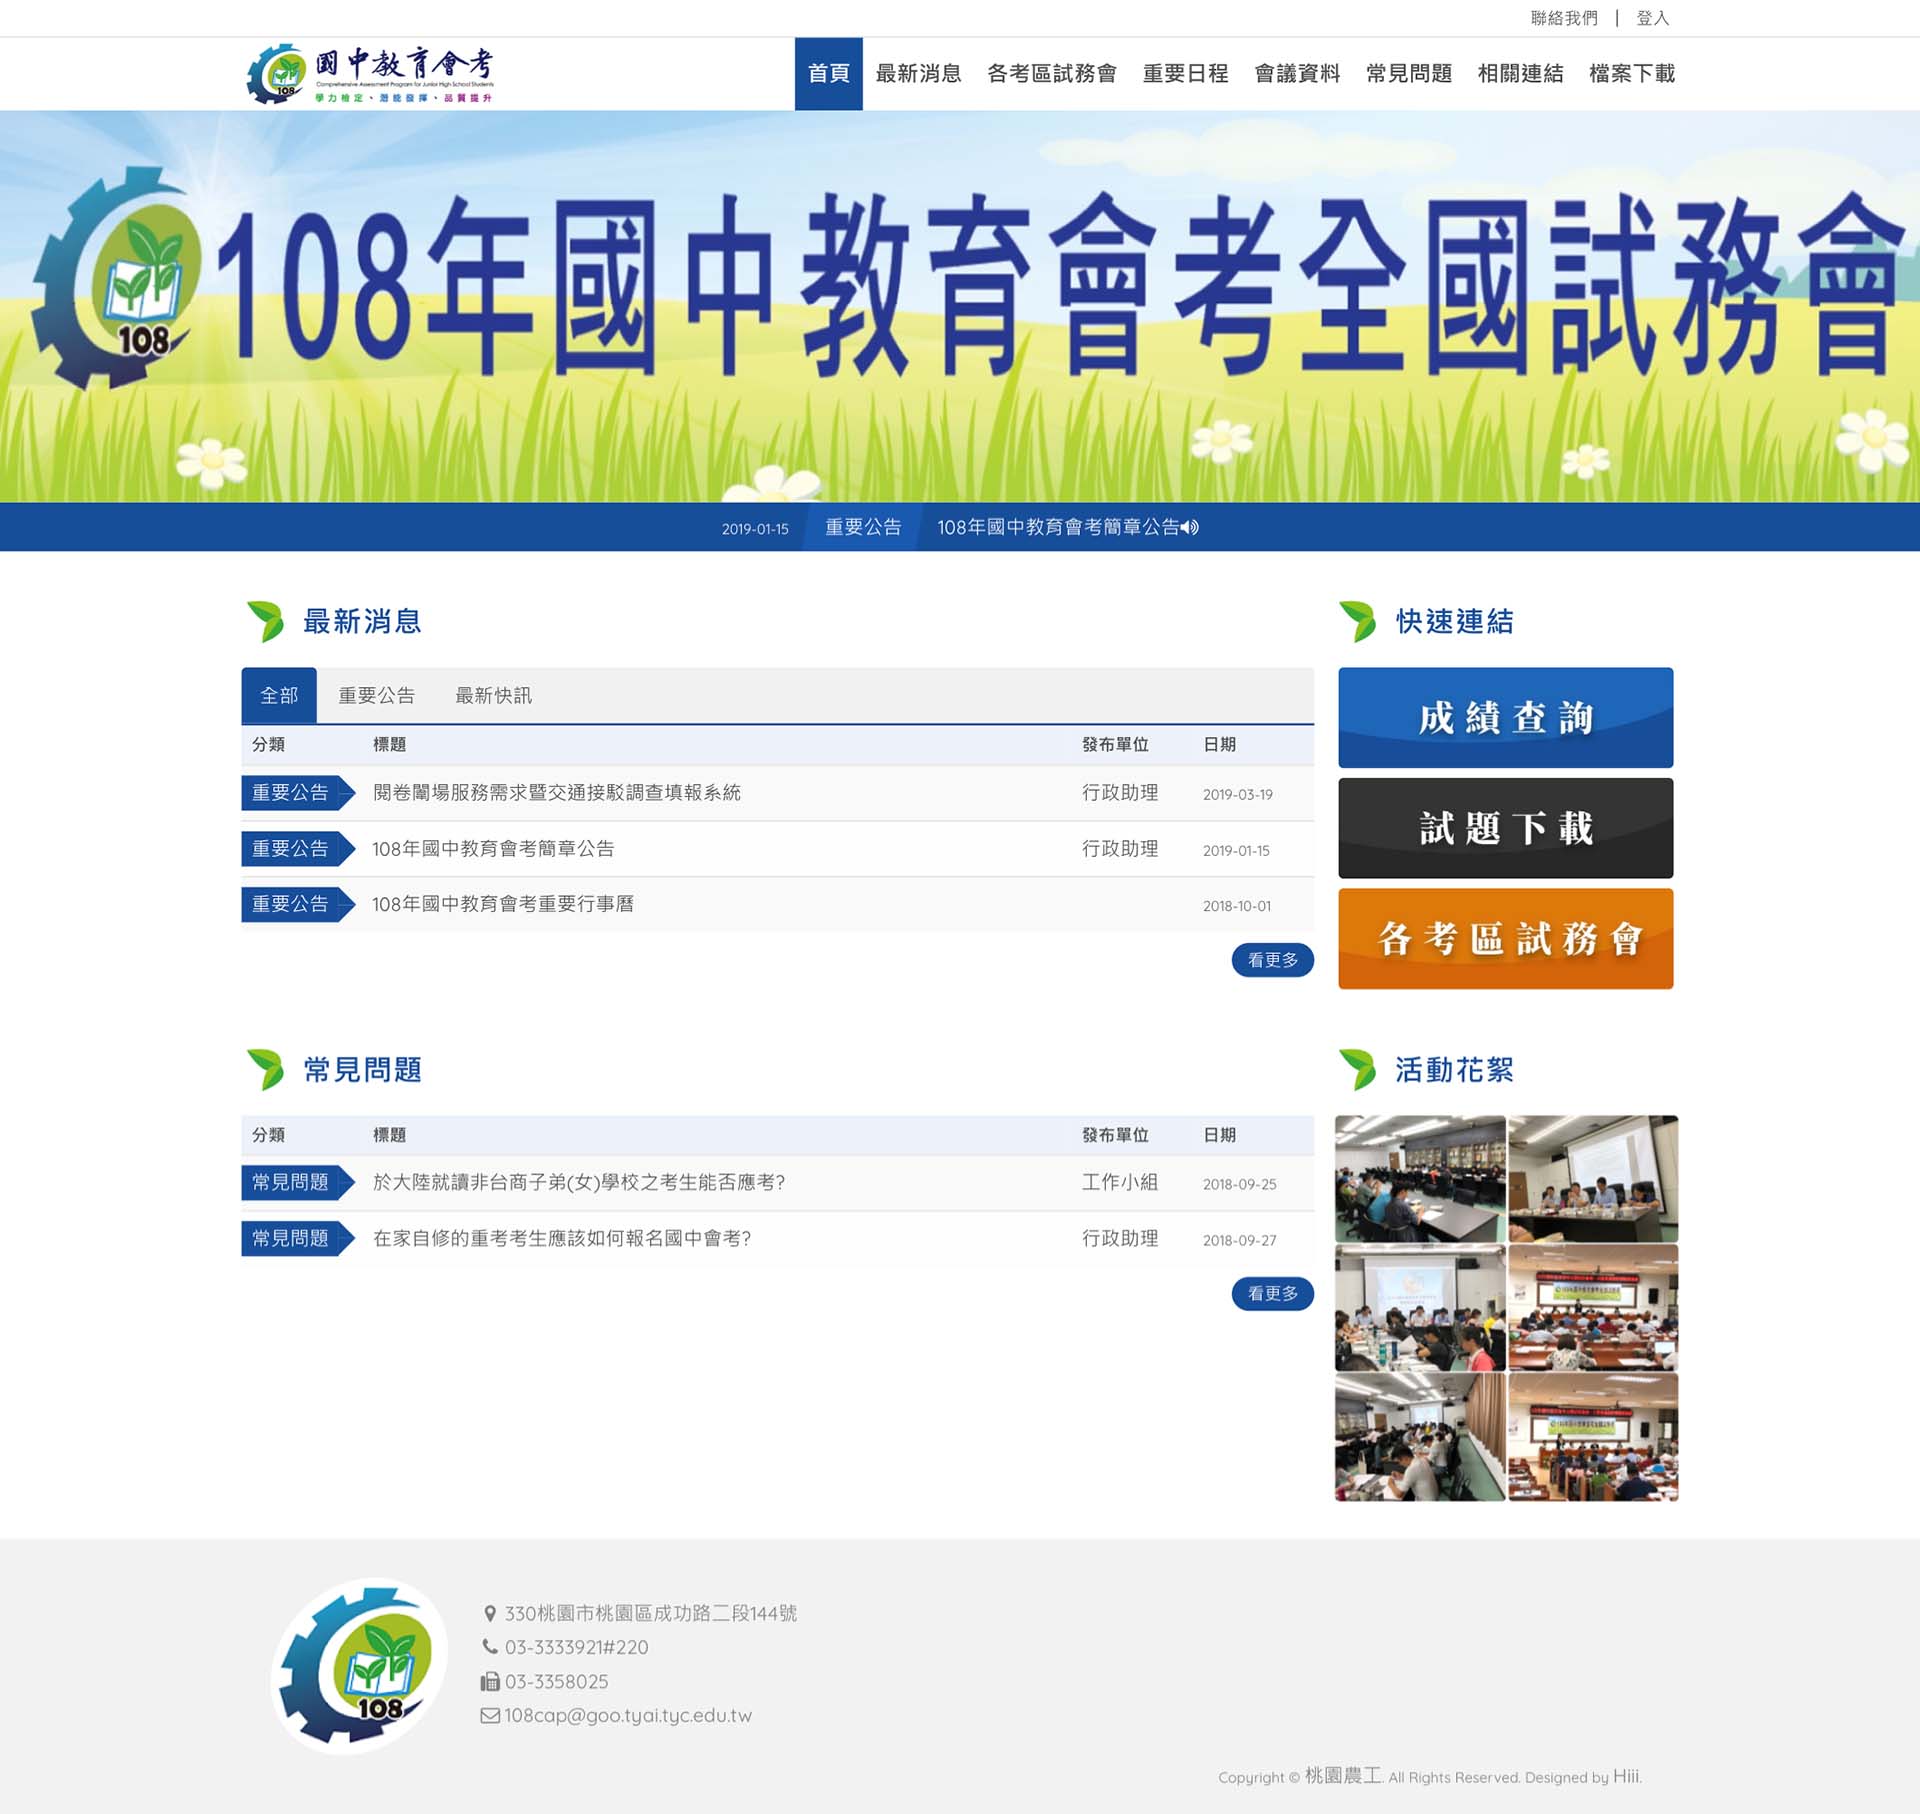 聯絡我們 | 登入
國中教育會考
Comprehensive Assessment Program for Junior High School Students
學力檢定、潛能發揮、品質提升
108
首頁 最新消息 各考區試務會 重要日程 會議資料 常見問題 相關連結 檔案下載
108年國中教育會考全國試務會
108
2019-01-15 重要公告 108年國中教育會考簡章公告
最新消息
全部 重要公告 最新快訊
分類 標題 發布單位 日期
重要公告 閱卷闈場服務需求暨交通接駁調查填報系統 行政助理 2019-03-19
重要公告 108年國中教育會考簡章公告 行政助理 2019-01-15
重要公告 108年國中教育會考重要行事曆 2018-10-01
看更多
快速連結
成績查詢
試題下載
各考區試務會
常見問題
分類 標題 發布單位 日期
常見問題 於大陸就讀非台商子弟(女)學校之考生能否應考? 工作小組 2018-09-25
常見問題 在家自修的重考考生應該如何報名國中會考? 行政助理 2018-09-27
看更多
活動花絮
108
330桃園市桃園區成功路二段144號
03-3333921#220
03-3358025
108cap@goo.tyai.tyc.edu.tw
Copyright © 桃園農工. All Rights Reserved. Designed by Hiii.